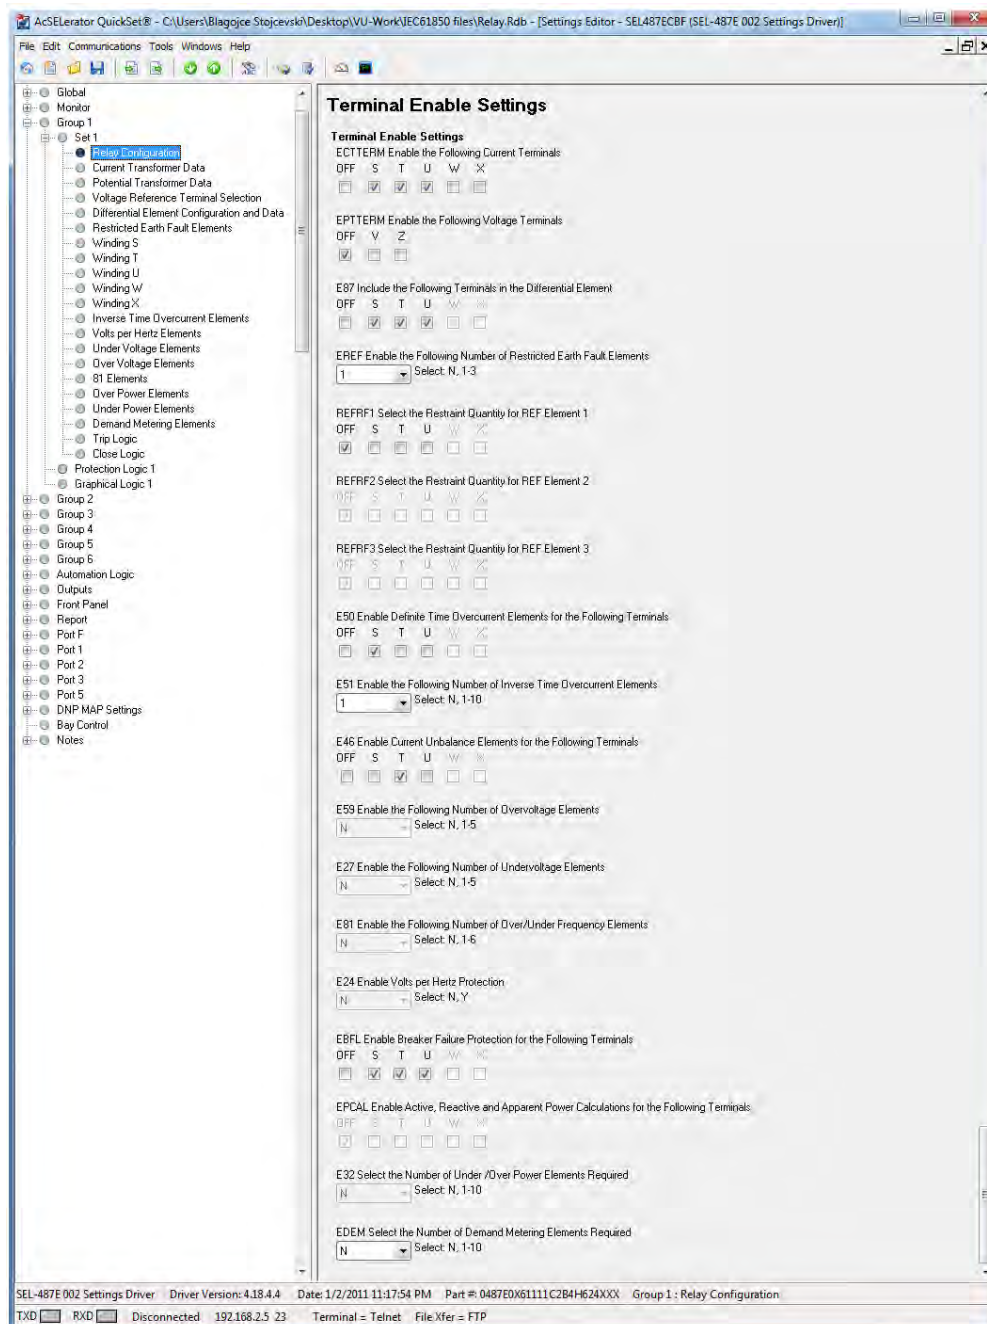 AcSELerator QuickSet® - C:\Users\Blagojce Stojcevski\Desktop\VU-Work\IEC61850 files\Relay.Rdb - [Settings Editor - SEL487ECBF (SEL-487E 002 Settings Driver)]
File Edit Communications Tools Windows Help
Global
Monitor
Group 1
Set 1
Relay Configuration
Current Transformer Data
Potential Transformer Data
Voltage Reference Terminal Selection
Differential Element Configuration and Data
Restricted Earth Fault Elements
Winding S
Winding T
Winding U
Winding W
Winding X
Inverse Time Overcurrent Elements
Volts per Hertz Elements
Under Voltage Elements
Over Voltage Elements
81 Elements
Over Power Elements
Under Power Elements
Demand Metering Elements
Trip Logic
Close Logic
Protection Logic 1
Graphical Logic 1
Group 2
Group 3
Group 4
Group 5
Group 6
Automation Logic
Outputs
Front Panel
Report
Port F
Port 1
Port 2
Port 3
Port 5
DNP MAP Settings
Bay Control
Notes
Terminal Enable Settings
Terminal Enable Settings
ECTTERM Enable the Following Current Terminals
OFF S T U W X
EPTTERM Enable the Following Voltage Terminals
OFF V Z
E87 Include the Following Terminals in the Differential Element
OFF S T U W X
EREF Enable the Following Number of Restricted Earth Fault Elements
1 Select: N, 1-3
REFRF1 Select the Restraint Quantity for REF Element 1
OFF S T U W X
REFRF2 Select the Restraint Quantity for REF Element 2
OFF S T U W X
REFRF3 Select the Restraint Quantity for REF Element 3
OFF S T U W X
E50 Enable Definite Time Overcurrent Elements for the Following Terminals
OFF S T U W X
E51 Enable the Following Number of Inverse Time Overcurrent Elements
1 Select: N, 1-10
E46 Enable Current Unbalance Elements for the Following Terminals
OFF S T U W X
E59 Enable the Following Number of Overvoltage Elements
N Select: N, 1-5
E27 Enable the Following Number of Undervoltage Elements
N Select: N, 1-5
E81 Enable the Following Number of Over/Under Frequency Elements
N Select: N, 1-6
E24 Enable Volts per Hertz Protection
N Select: N, Y
EBFL Enable Breaker Failure Protection for the Following Terminals
OFF S T U W X
EPCAL Enable Active, Reactive and Apparent Power Calculations for the Following Terminals
OFF S T U W X
E32 Select the Number of Under /Over Power Elements Required
N Select: N, 1-10
EDEM Select the Number of Demand Metering Elements Required
N Select: N, 1-10
SEL-487E 002 Settings Driver Driver Version: 4.18.4.4 Date: 1/2/2011 11:17:54 PM Part #: 0487E0X61111C2B4H624XXX Group 1 : Relay Configuration
TXD RXD Disconnected 192.168.2.5 23 Terminal = Telnet File Xfer = FTP